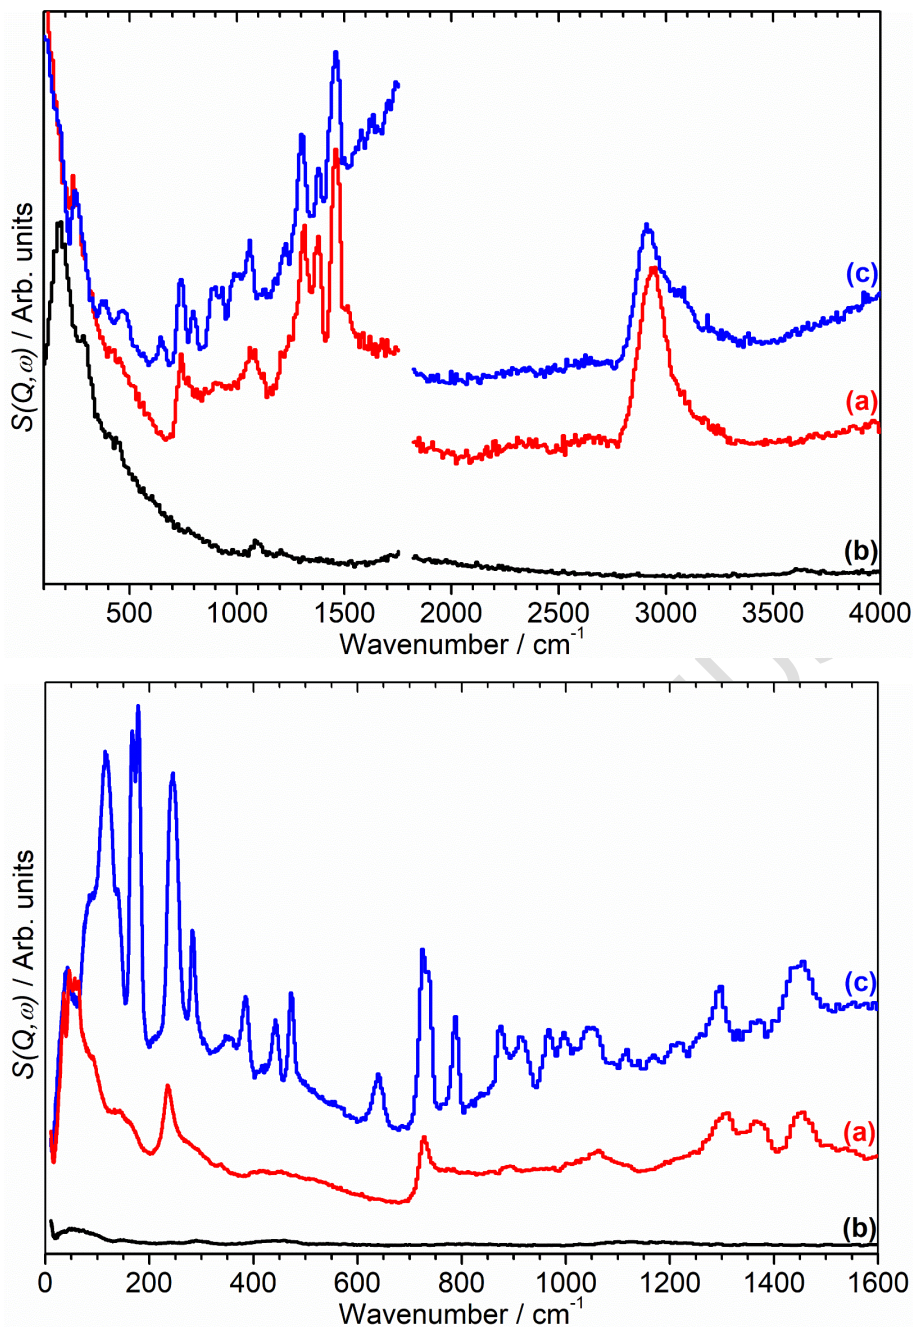 S(Q,ω) / Arb. units
(c)
(a)
(b)
500 1000 1500 2000 2500 3000 3500 4000
Wavenumber / cm⁻¹
S(Q,ω) / Arb. units
(c)
(a)
(b)
0 200 400 600 800 1000 1200 1400 1600
Wavenumber / cm⁻¹